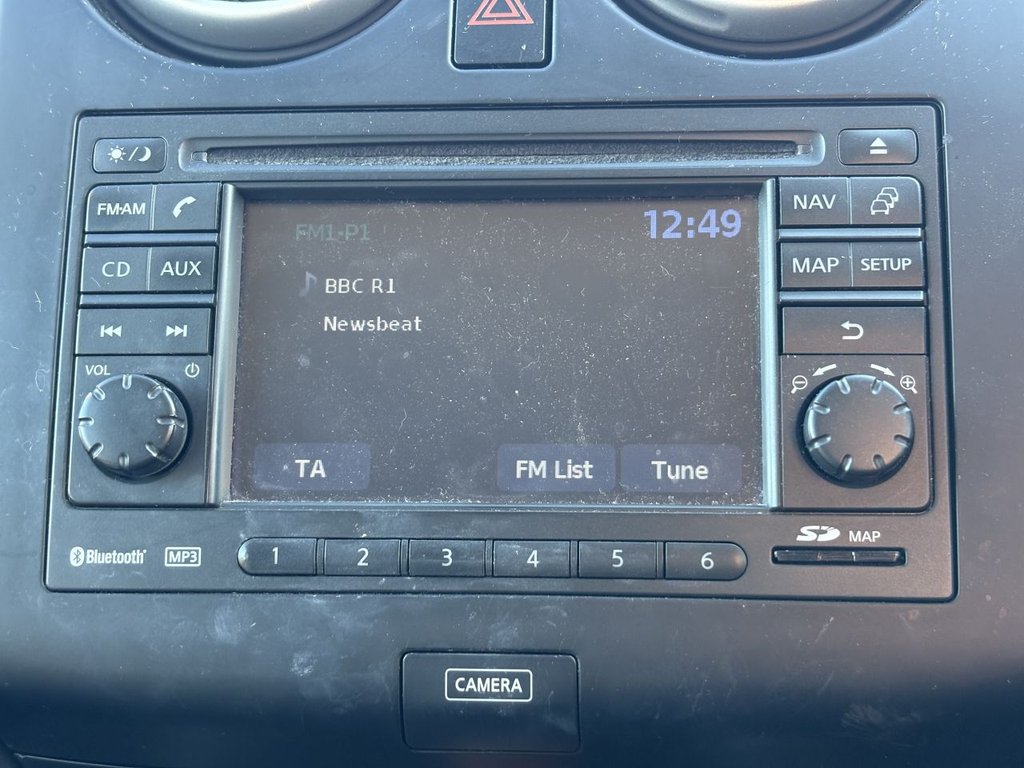 FM·AM
CD AUX
VOL
FM1-P1
12:49
BBC R1
Newsbeat
TA FM List Tune
NAV
MAP SETUP
Bluetooth® MP3
1 2 3 4 5 6
SD MAP
CAMERA